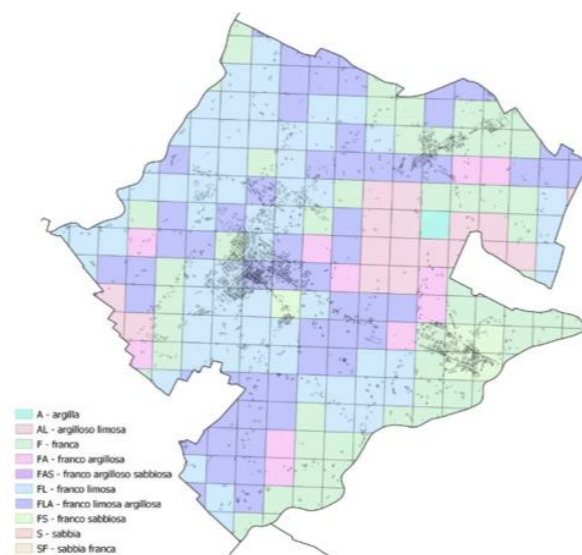 A - argilla
AL - argilloso limosa
F - franca
FA - franco argillosa
FAS - franco argilloso sabbiosa
FL - franco limosa
FLA - franco limosa argillosa
FS - franco sabbiosa
S - sabbia
SF - sabbia franca